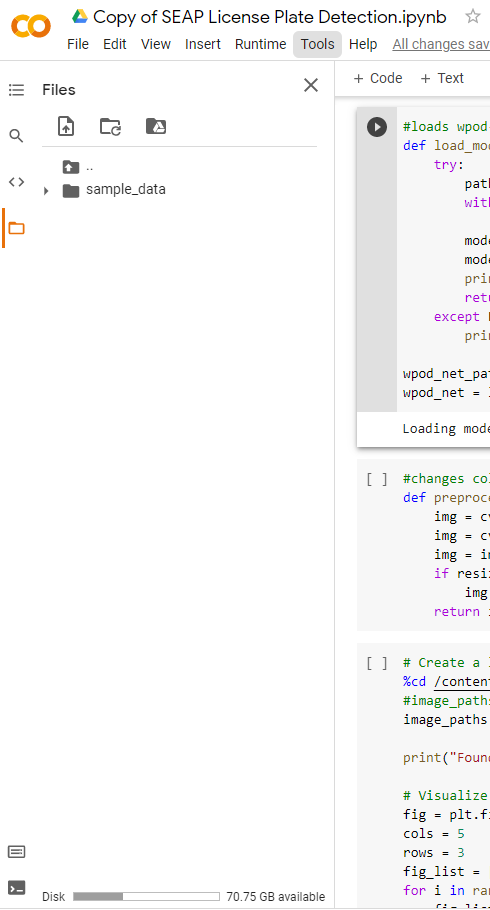 Copy of SEAP License Plate Detection.ipynb
File Edit View Insert Runtime Tools Help All changes sav
Files
+ Code + Text
..
sample_data
#loads wpod
def load_mod
try:
path
with
mode
mode
prin
retu
except
prin
wpod_net_pat
wpod_net =
Loading mode
[ ] #changes col
def preproce
img = cv
img = cv
img = im
if resiz
img
return
[ ] # Create a l
%cd /content
#image_paths
image_paths
print("Found
# Visualize
fig = plt.fi
cols = 5
rows = 3
fig_list =
for i in ran
fig_lis
Disk 70.75 GB available